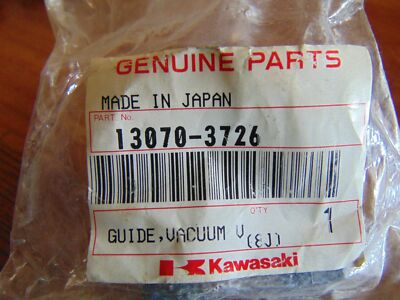 GENUINE PARTS
MADE IN JAPAN
PART No.
13070-3726
Q'TY
GUIDE,VACUUM V(EJ) 1
Kawasaki